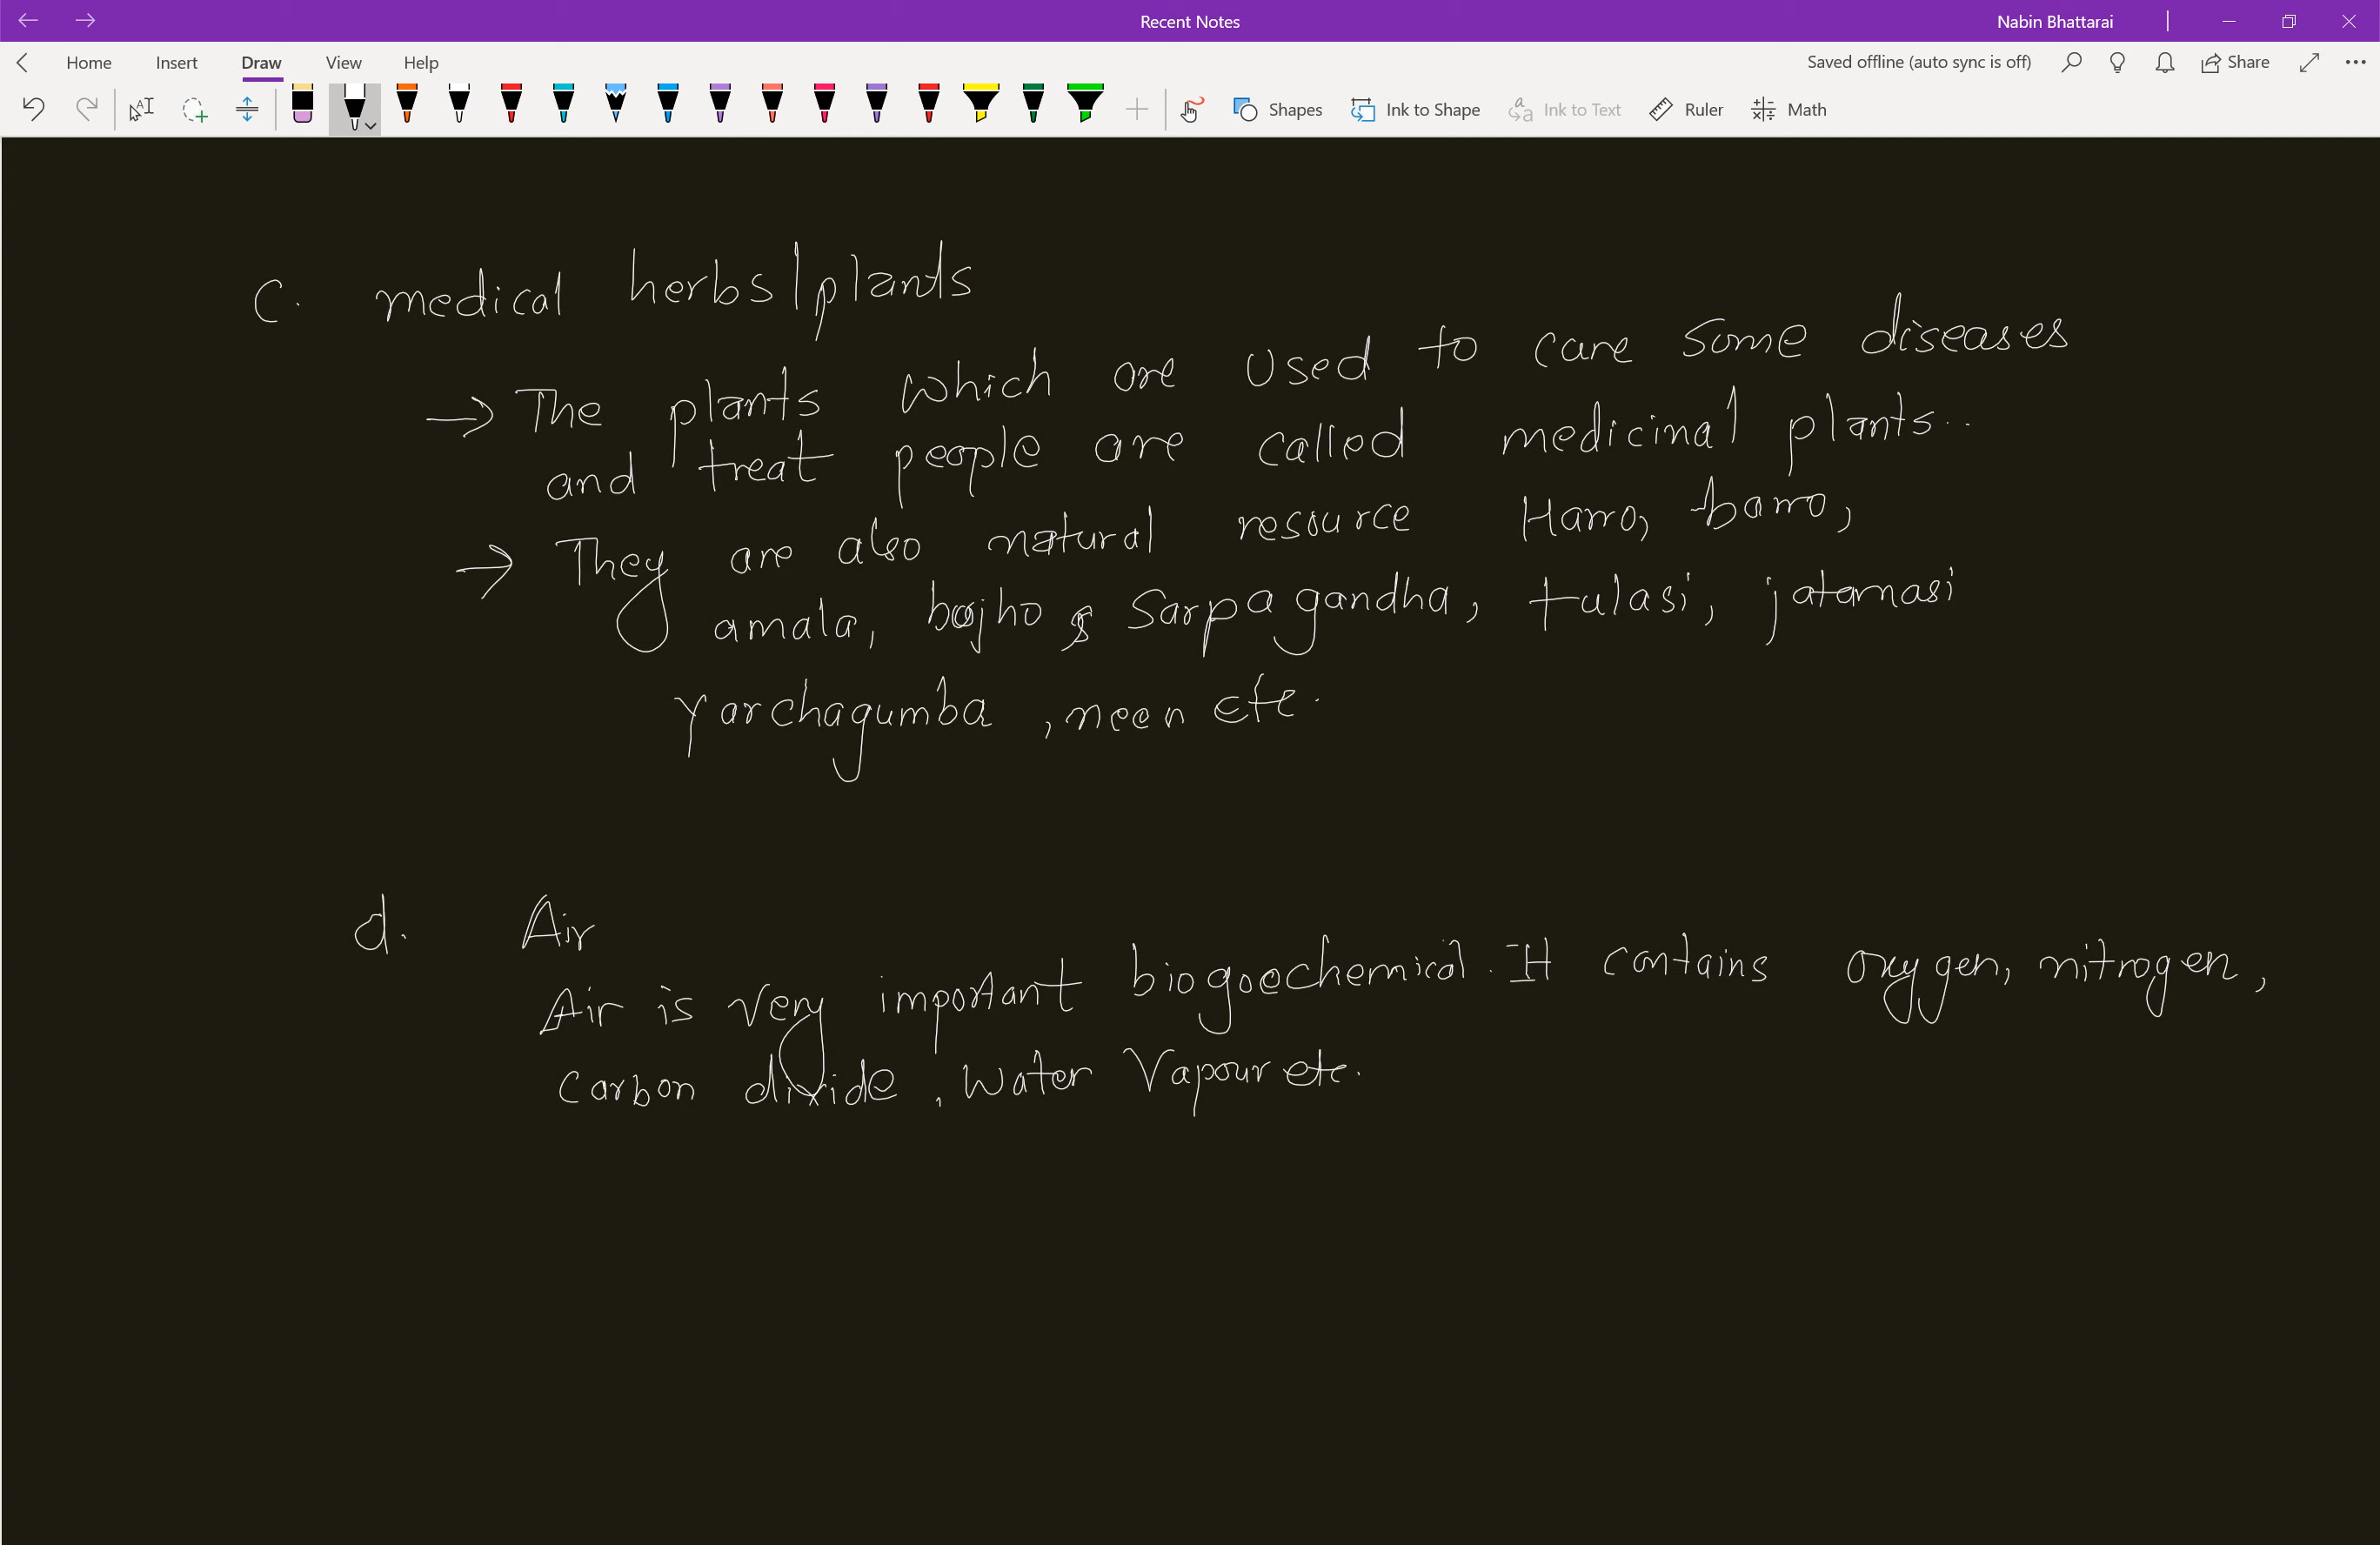 Recent Notes
Nabin Bhattarai
Home Insert Draw View Help
Saved offline (auto sync is off)
Share
Shapes
Ink to Shape
Ink to Text
Ruler
Math
c. medical herbs/plants
→ The plants which are used to care some diseases
and treat people are called medicinal plants..
→ They are also natural resource Harro, barro,
amala, bojho, Sarpagandha, tulasi, jatamasi
Yarchagumba, neen etc.
d. Air
Air is very important biogoechemical. It contains oxygen, nitrogen,
carbon dixide, water vapour etc.